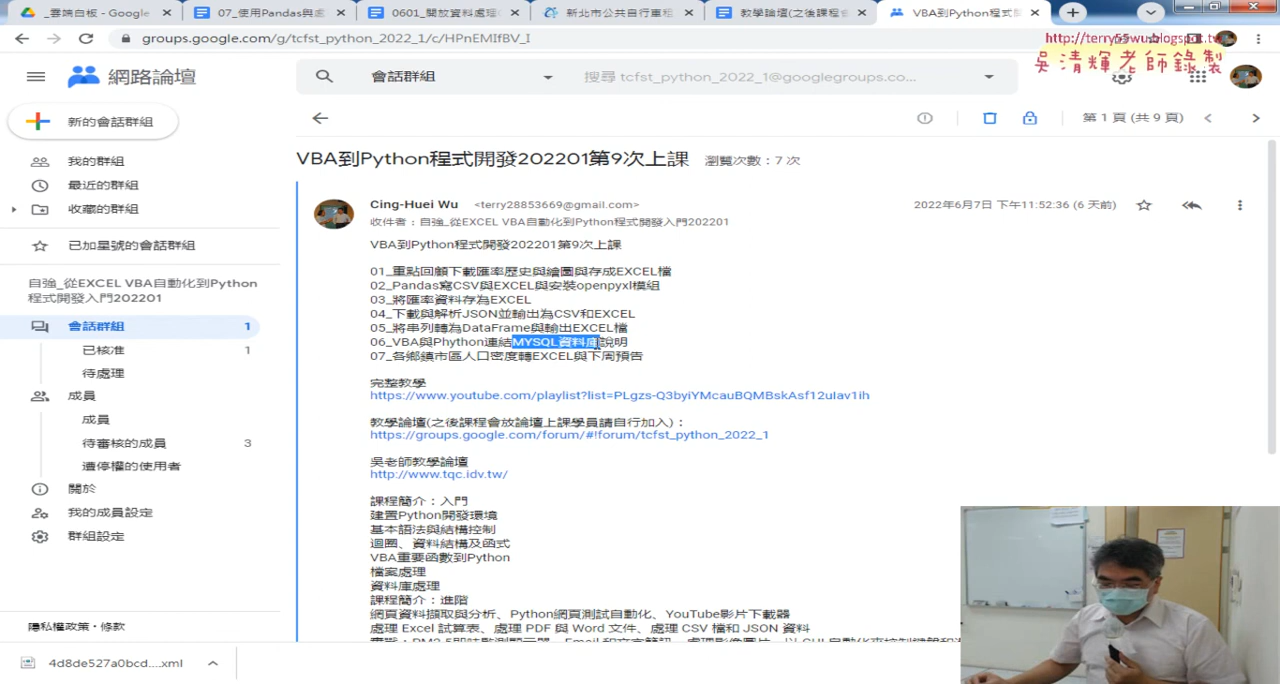 _雲端白板 - Google
07_使用Pandas與處
0601_開放資料處理
新北市公共自行車租
教學論壇(之後課程會
VBA到Python程式
groups.google.com/g/tcfst_python_2022_1/c/HPnEMIfBV_I
http://terry55wu.blogspot.tw
吳清輝老師錄製
網路論壇
會話群組
搜尋 tcfst_python_2022_1@googlegroups.co...
新的會話群組
第 1 頁 (共 9 頁)
我的群組
最近的群組
收藏的群組
已加星號的會話群組
自強_從EXCEL VBA自動化到Python
程式開發入門202201
會話群組 1
已核准 1
待處理
成員
成員
待審核的成員 3
遭停權的使用者
關於
我的成員設定
群組設定
隱私權政策・條款
VBA到Python程式開發202201第9次上課 瀏覽次數：7 次
Cing-Huei Wu <terry28853669@gmail.com>
2022年6月7日 下午11:52:36 (6 天前)
收件者：自強_從EXCEL VBA自動化到Python程式開發入門202201
VBA到Python程式開發202201第9次上課
01_重點回顧下載匯率歷史與繪圖與存成EXCEL檔
02_Pandas寫CSV與EXCEL與安裝openpyxl模組
03_將匯率資料存為EXCEL
04_下載與解析JSON並輸出為CSV和EXCEL
05_將串列轉為DataFrame與輸出EXCEL檔
06_VBA與Phython連結MYSQL資料庫說明
07_各鄉鎮市區人口密度轉EXCEL與下周預告
完整教學
https://www.youtube.com/playlist?list=PLgzs-Q3byiYMcauBQMBskAsf12uIav1ih
教學論壇(之後課程會放論壇上課學員請自行加入)：
https://groups.google.com/forum/#!forum/tcfst_python_2022_1
吳老師教學論壇
http://www.tqc.idv.tw/
課程簡介：入門
建置Python開發環境
基本語法與結構控制
迴圈、資料結構及函式
VBA重要函數到Python
檔案處理
資料庫處理
課程簡介：進階
網頁資料擷取與分析、Python網頁測試自動化、YouTube影片下載器
處理 Excel 試算表、處理 PDF 與 Word 文件、處理 CSV 檔和 JSON 資料
4d8de527a0bcd....xml